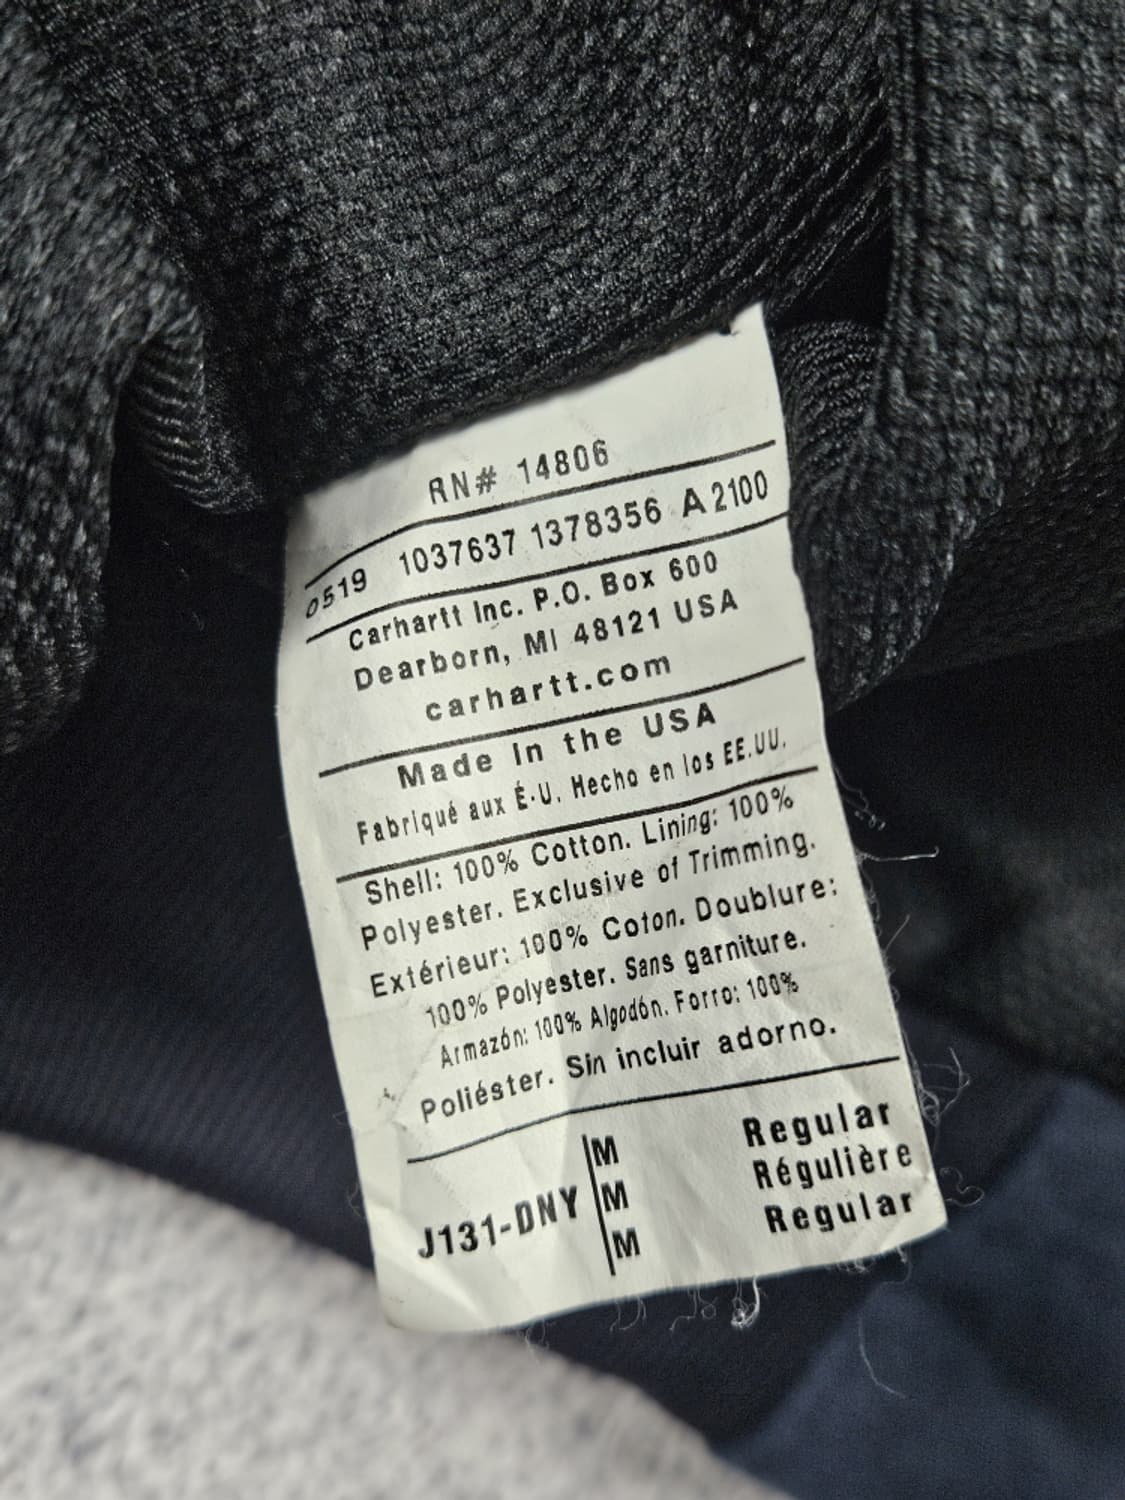 RN# 14806
0519 1037637 1378356 A 2100
Carhartt Inc. P.O. Box 600
Dearborn, MI 48121 USA
carhartt.com
Made In the USA
Fabriqué aux É-U. Hecho en los EE.UU.
Shell: 100% Cotton. Lining: 100%
Polyester. Exclusive of Trimming.
Extérieur: 100% Coton. Doublure:
100% Polyester. Sans garniture.
Armazón: 100% Algodón. Forro: 100%
Poliéster. Sin incluir adorno.
M Regular
J131-DNY M Régulière
M Regular